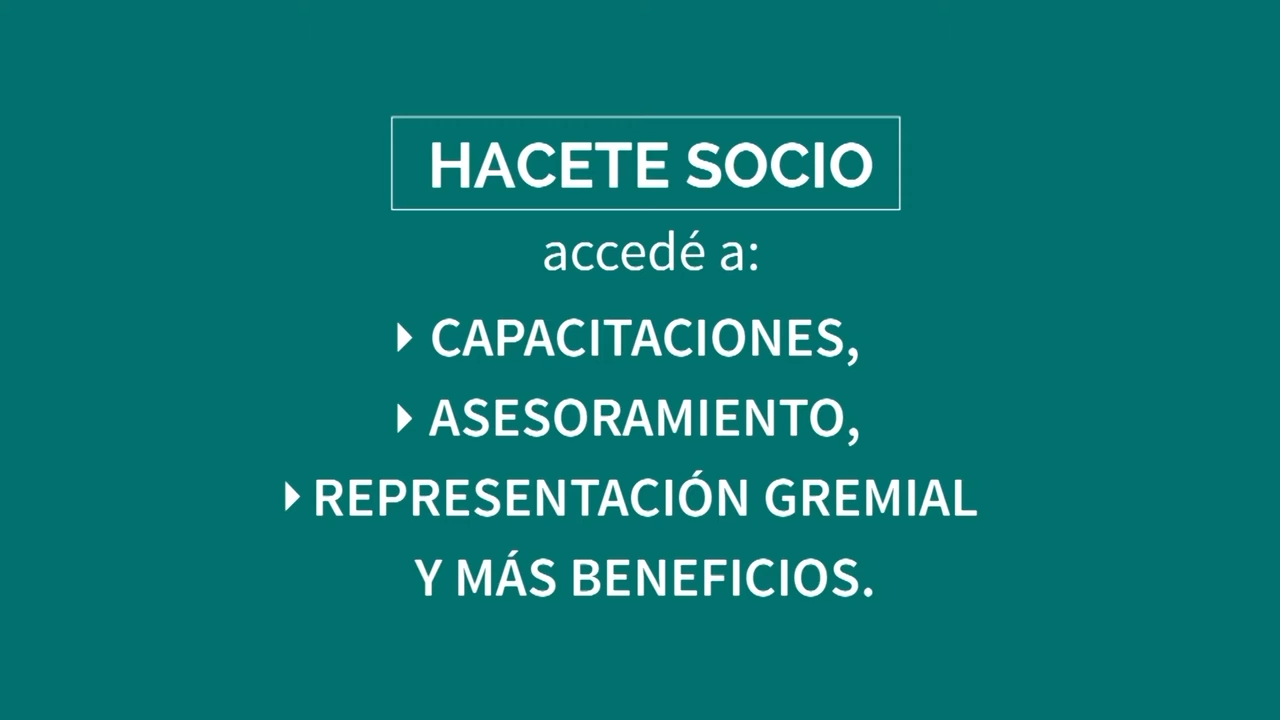 HACETE SOCIO
accedé a:
CAPACITACIONES,
ASESORAMIENTO,
REPRESENTACIÓN GREMIAL
Y MÁS BENEFICIOS.